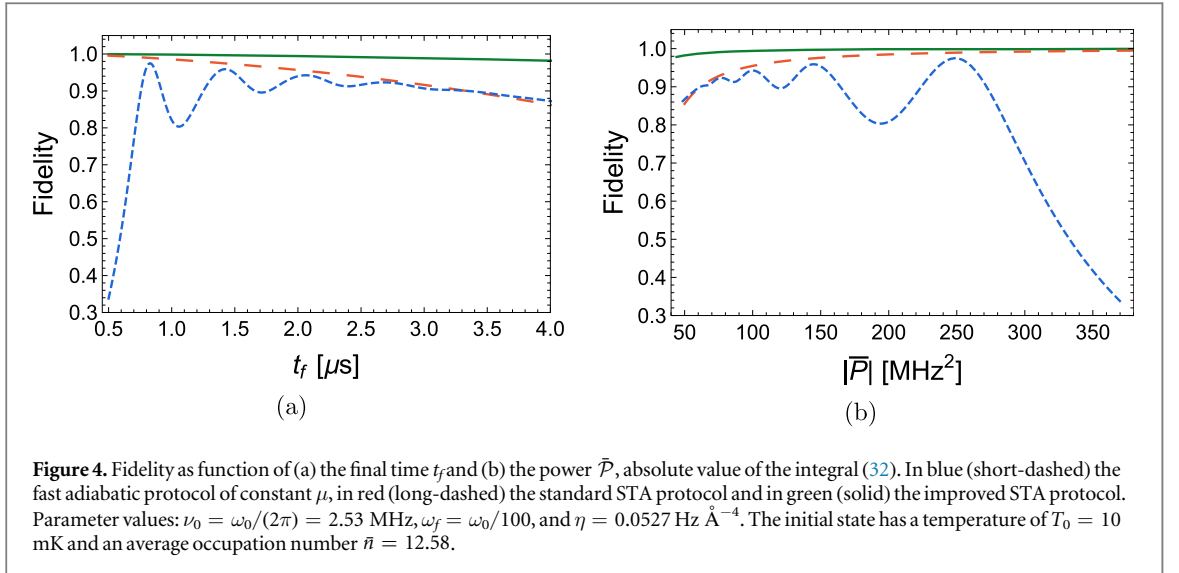 1.0
0.9
0.8
0.7
0.6
0.5
0.4
0.3
Fidelity
0.5 1.0 1.5 2.0 2.5 3.0 3.5 4.0
t_f [μs]
(a)
1.0
0.9
0.8
0.7
0.6
0.5
0.4
0.3
Fidelity
50 100 150 200 250 300 350
|P̅| [MHz²]
(b)
Figure 4. Fidelity as function of (a) the final time t_f and (b) the power 𝒫̄, absolute value of the integral (32). In blue (short-dashed) the
fast adiabatic protocol of constant μ, in red (long-dashed) the standard STA protocol and in green (solid) the improved STA protocol.
Parameter values: ν₀ = ω₀/(2π) = 2.53 MHz, ω_f = ω₀/100, and η = 0.0527 Hz Å⁻⁴. The initial state has a temperature of T₀ = 10
mK and an average occupation number n̄ = 12.58.